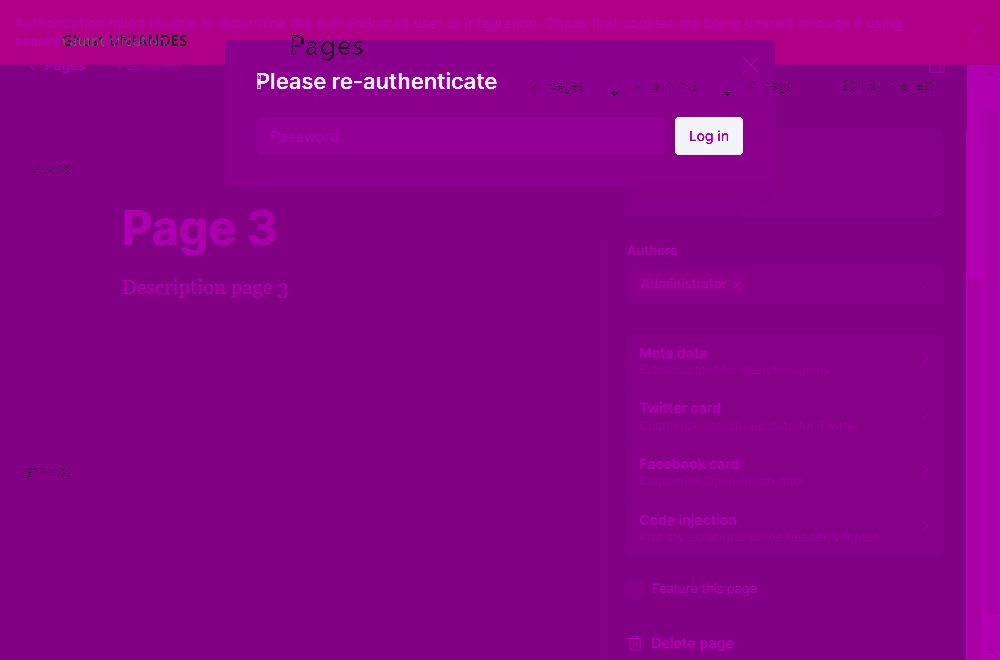 Authorization failed Unable to determine the authenticated user or integration. Check that cookies are being passed through if using
session
Ghost UNIANDES
Pages
Pages
Published
Please re-authenticate
Password
Log in
Page 3
Description page 3
Authors
Administrator ×
Meta data
Extra content for search engines
Twitter card
Customize structured data for Twitter
Facebook card
Customize Open Graph data
Code injection
Add styles/scripts to the header & footer
Feature this page
Delete page